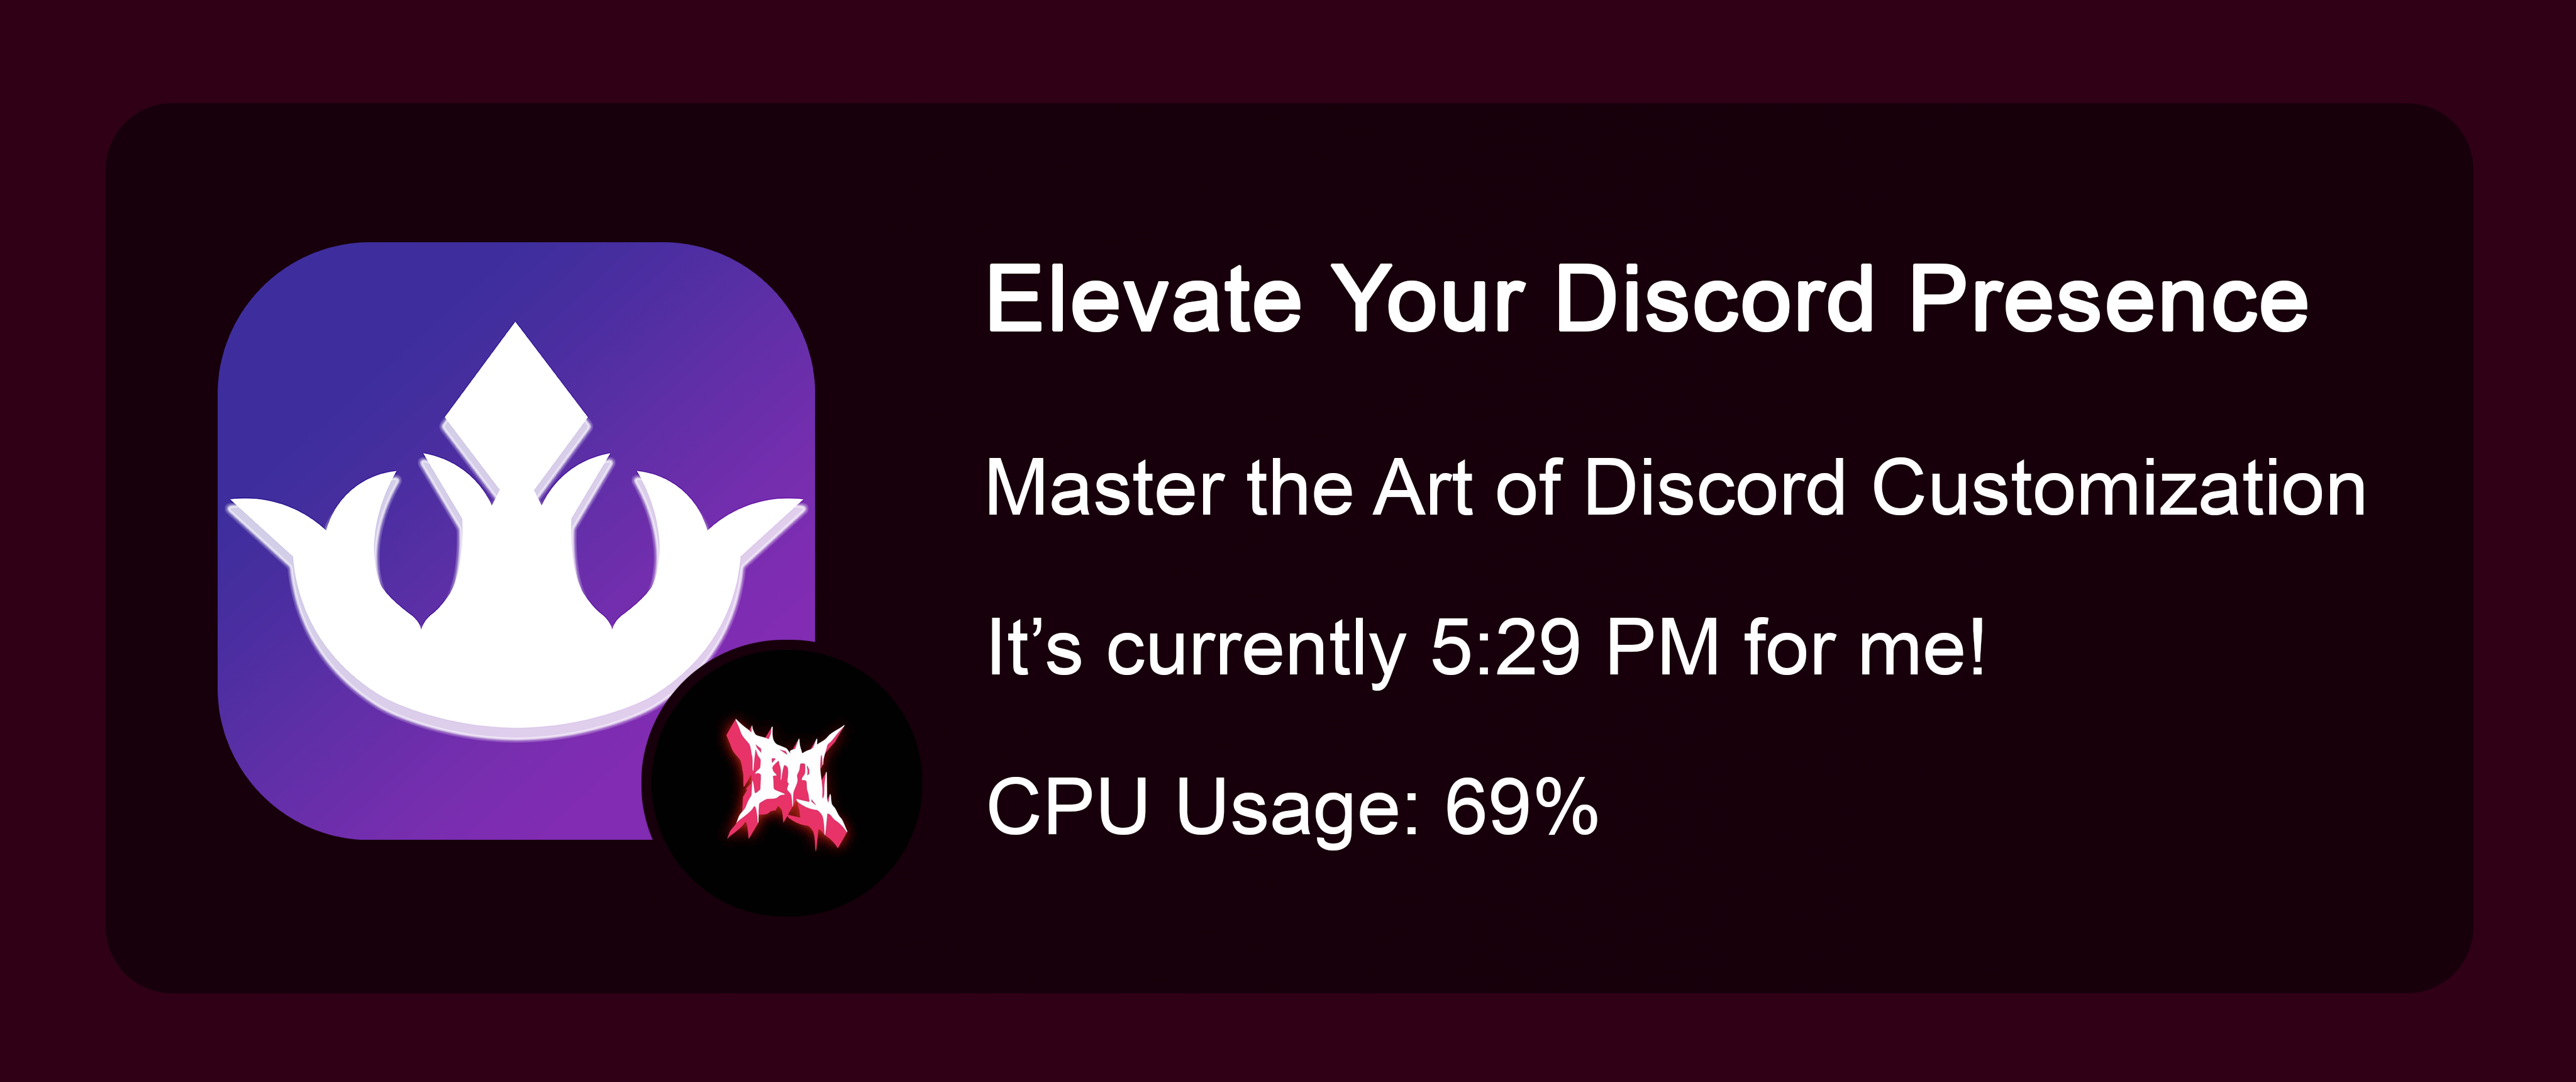 Elevate Your Discord Presence
Master the Art of Discord Customization
It’s currently 5:29 PM for me!
CPU Usage: 69%
M